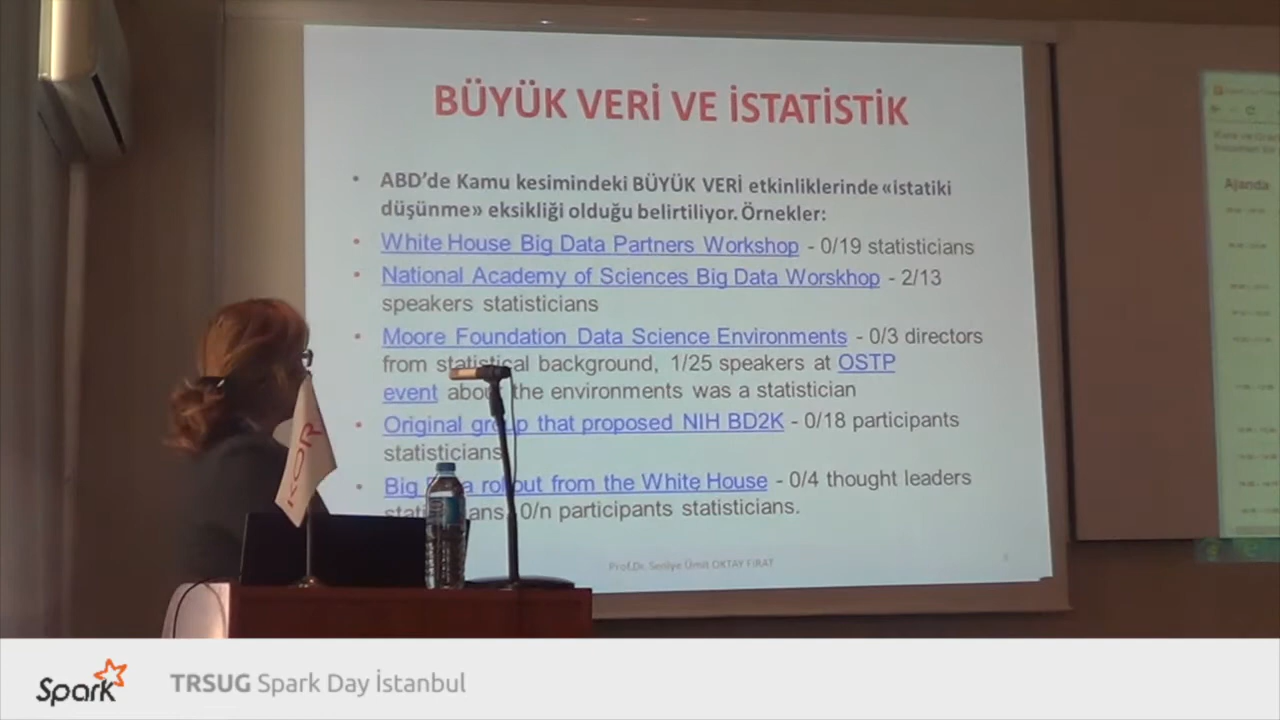 BÜYÜK VERİ VE İSTATİSTİK
• ABD'de Kamu kesimindeki BÜYÜK VERİ etkinliklerinde «istatiki
düşünme» eksikliği olduğu belirtiliyor. Örnekler:
• White House Big Data Partners Workshop - 0/19 statisticians
• National Academy of Sciences Big Data Worskhop - 2/13
speakers statisticians
• Moore Foundation Data Science Environments - 0/3 directors
from statistical background, 1/25 speakers at OSTP
event about the environments was a statistician
• Original group that proposed NIH BD2K - 0/18 participants
statisticians
• Big Data rollout from the White House - 0/4 thought leaders
statisticians, 0/n participants statisticians.
Prof.Dr. Seniye Ümit OKTAY FIRAT
Ajanda
Spark
TRSUG Spark Day İstanbul